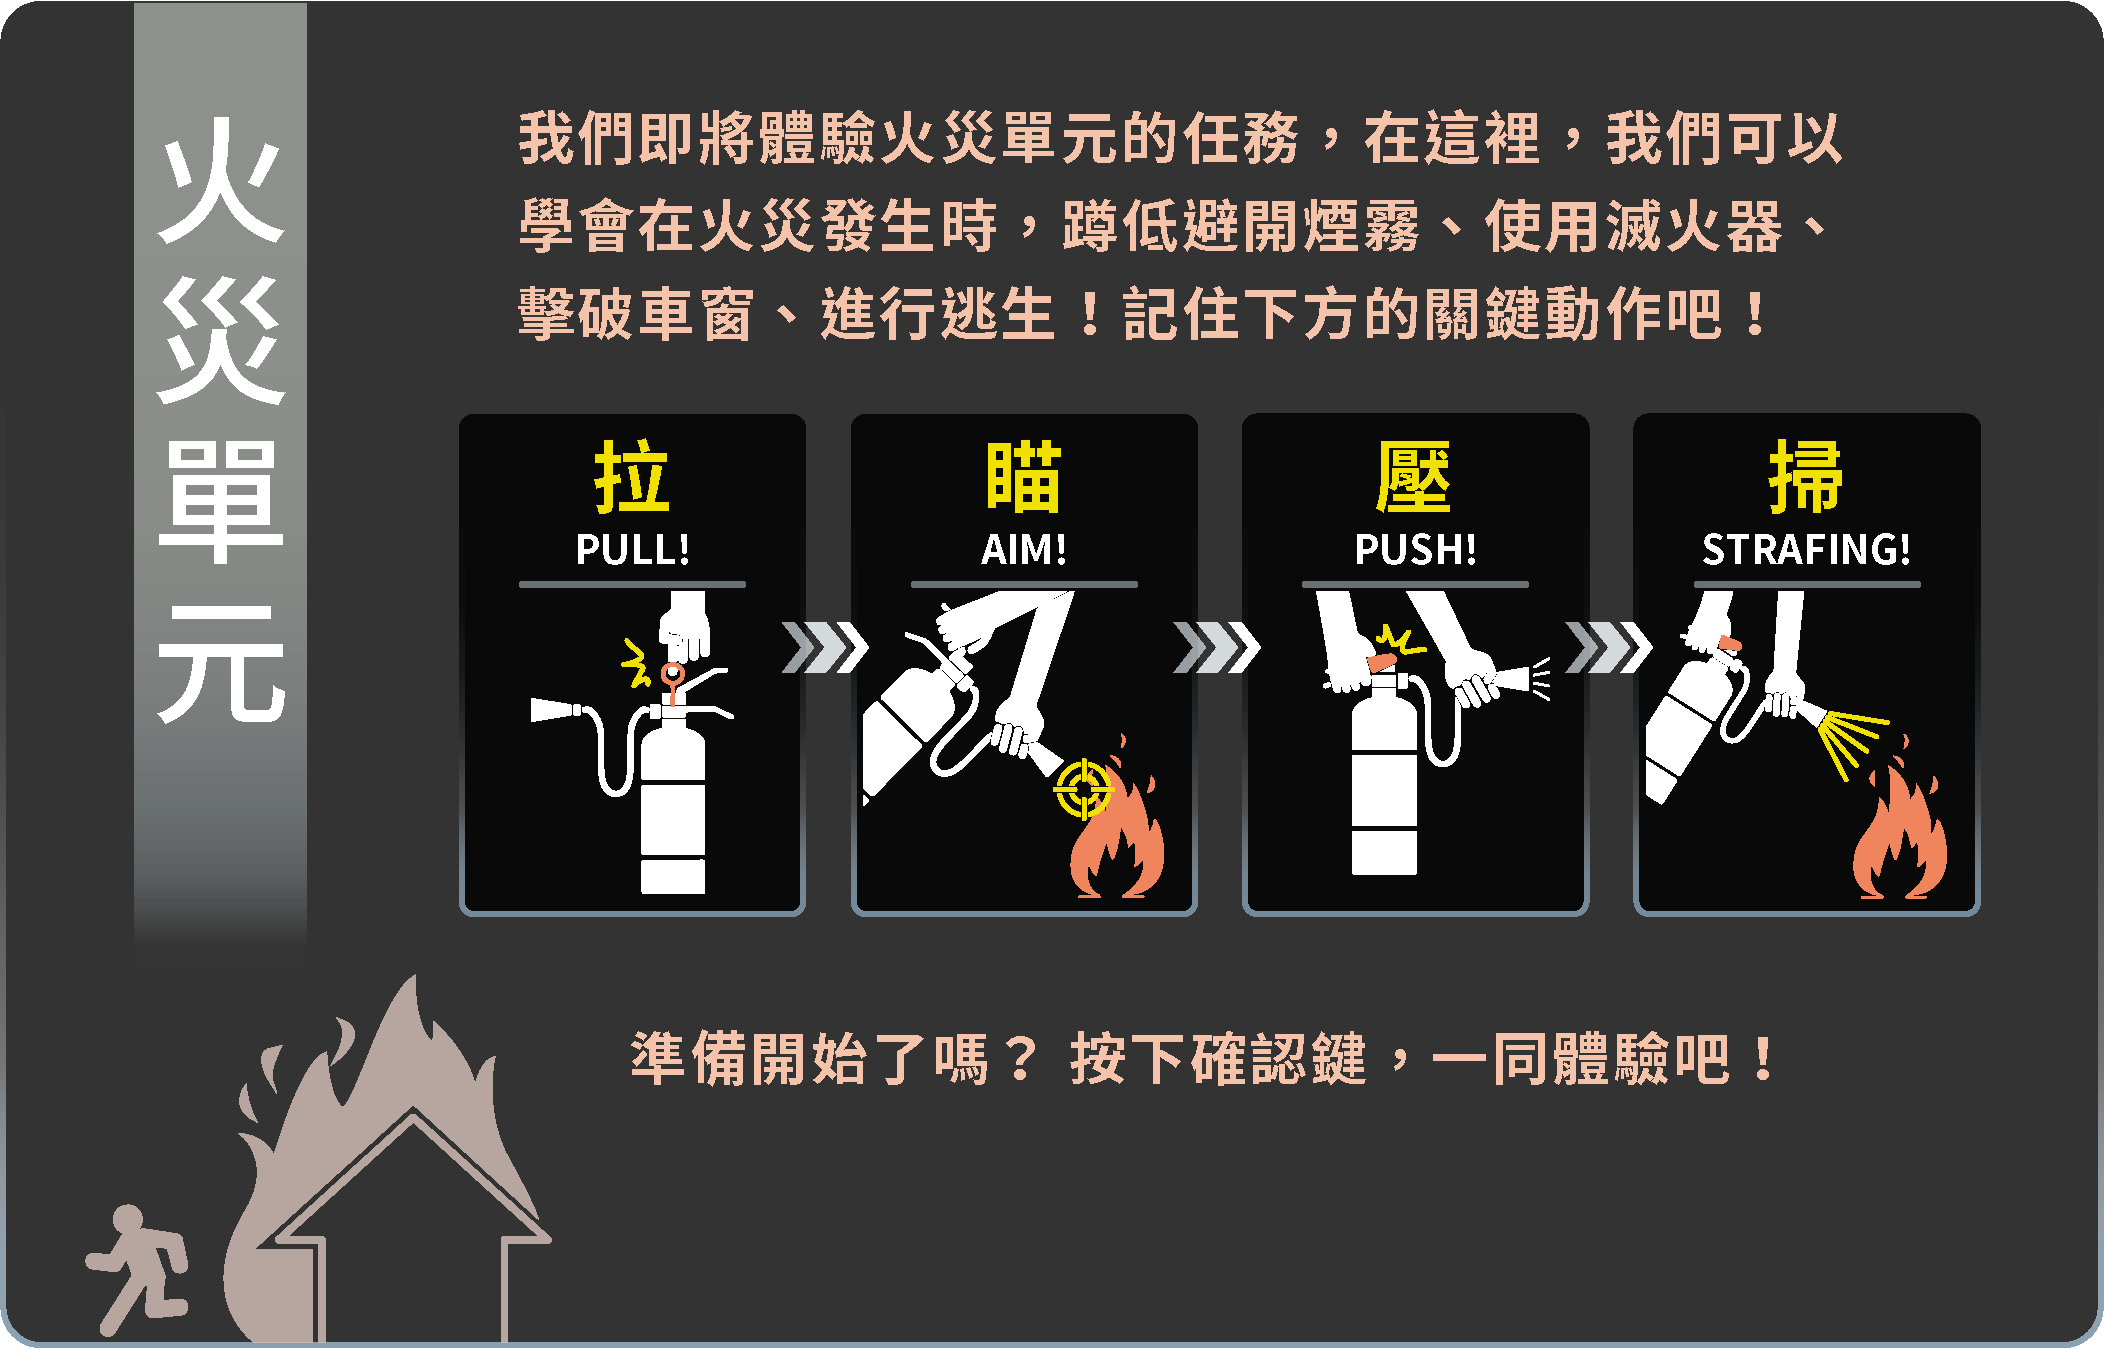 火災單元
我們即將體驗火災單元的任務，在這裡，我們可以
學會在火災發生時，蹲低避開煙霧、使用滅火器、
擊破車窗、進行逃生！記住下方的關鍵動作吧！
拉
PULL!
瞄
AIM!
壓
PUSH!
掃
STRAFING!
準備開始了嗎？ 按下確認鍵，一同體驗吧！